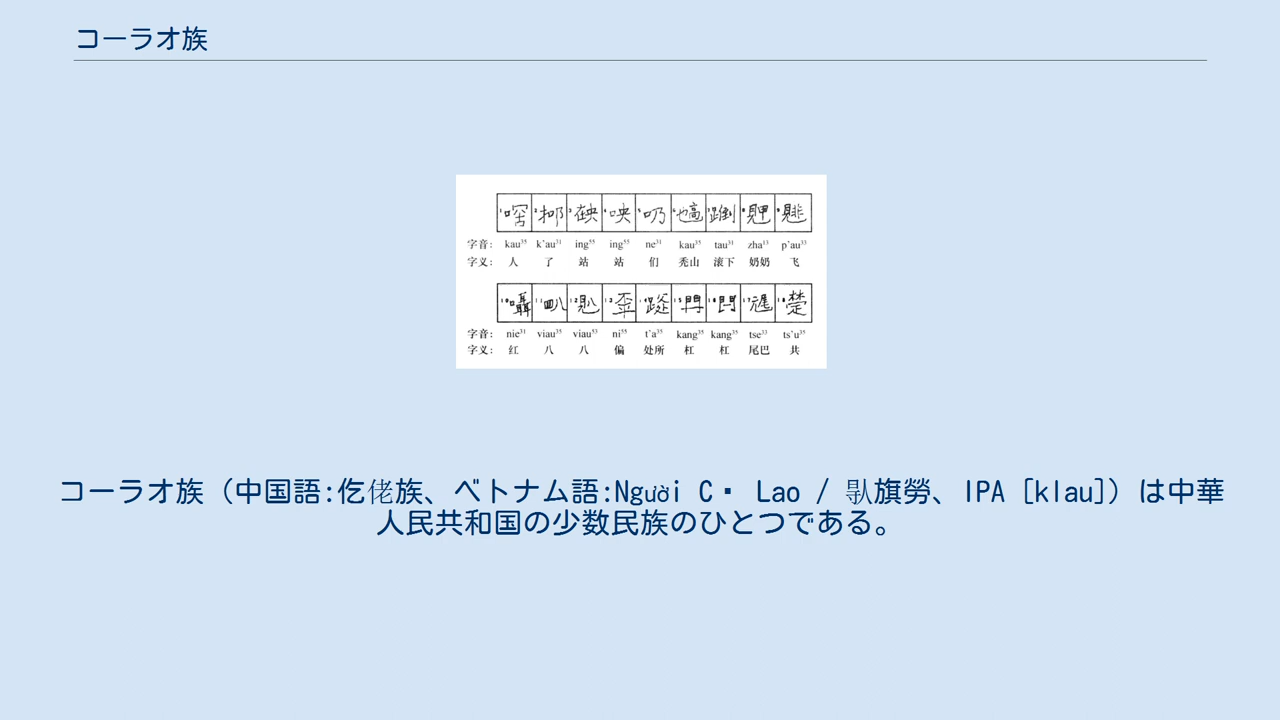 コーラオ族
字音: kau³⁵ k'au³¹ ing⁵⁵ ing⁵⁵ ne³¹ kau³⁵ tau³¹ zha¹³ p'au³³
字义: 人 了 站 站 们 秃山 滚下 奶奶 飞
字音: nie³¹ viau³⁵ viau⁵³ ni⁵⁵ t'a³⁵ kang³⁵ kang³⁵ tse³³ ts'u³⁵
字义: 红 八 八 偏 处所 杠 杠 尾巴 共
コーラオ族（中国語:仡佬族、ベトナム語:Người C Lao / 旗勞、IPA [klau]）は中華
人民共和国の少数民族のひとつである。